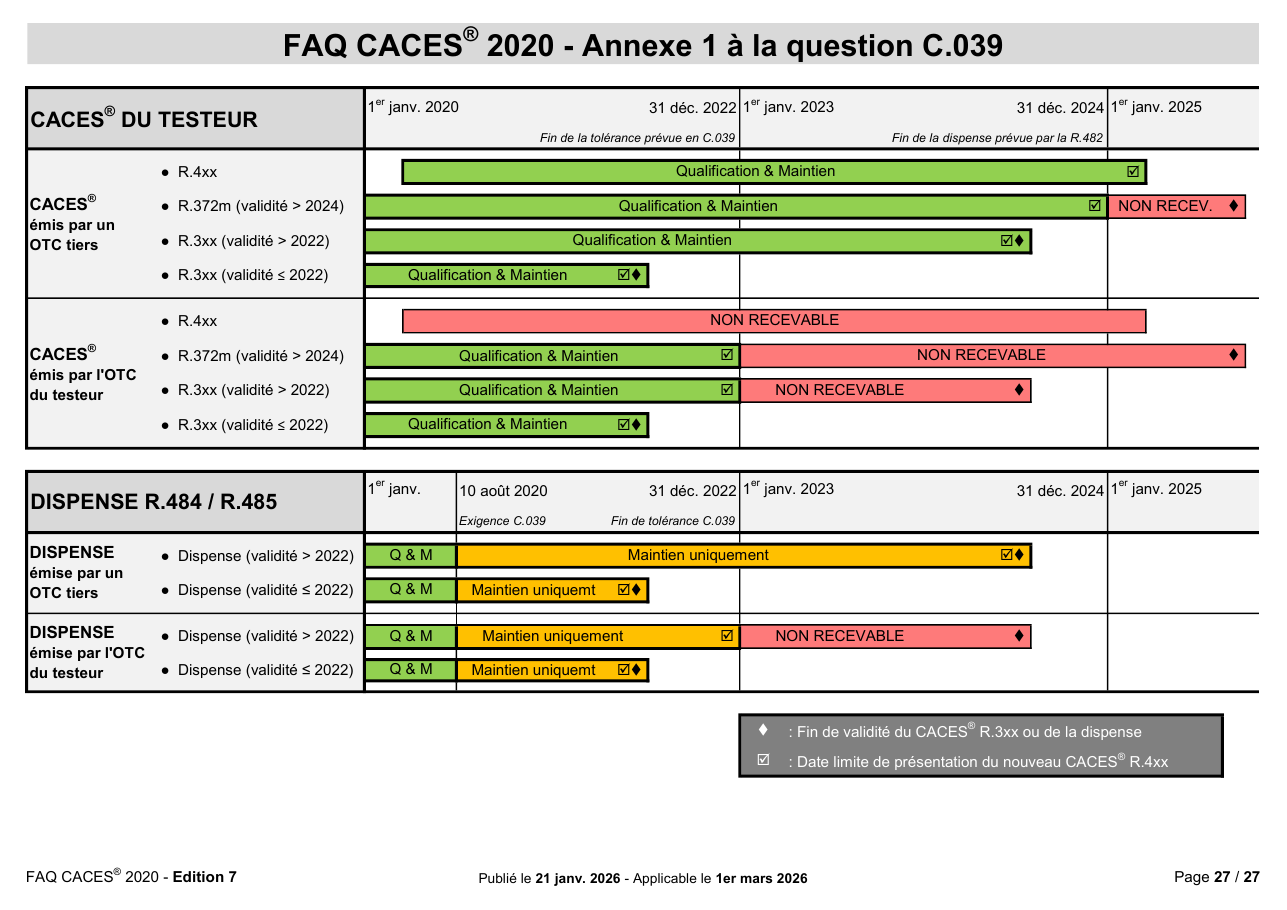 FAQ CACES® 2020 - Annexe 1 à la question C.039
CACES® DU TESTEUR
1er janv. 2020
31 déc. 2022
1er janv. 2023
31 déc. 2024
1er janv. 2025
Fin de la tolérance prévue en C.039
Fin de la dispense prévue par la R.482
CACES®
émis par un
OTC tiers
● R.4xx
Qualification & Maintien ☑
● R.372m (validité > 2024)
Qualification & Maintien ☑
NON RECEV. ♦
● R.3xx (validité > 2022)
Qualification & Maintien ☑♦
● R.3xx (validité ≤ 2022)
Qualification & Maintien ☑♦
CACES®
émis par l'OTC
du testeur
● R.4xx
NON RECEVABLE
● R.372m (validité > 2024)
Qualification & Maintien ☑
NON RECEVABLE ♦
● R.3xx (validité > 2022)
Qualification & Maintien ☑
NON RECEVABLE ♦
● R.3xx (validité ≤ 2022)
Qualification & Maintien ☑♦
DISPENSE R.484 / R.485
1er janv.
10 août 2020
31 déc. 2022
1er janv. 2023
31 déc. 2024
1er janv. 2025
Exigence C.039
Fin de tolérance C.039
DISPENSE
émise par un
OTC tiers
● Dispense (validité > 2022)
Q & M
Maintien uniquement ☑♦
● Dispense (validité ≤ 2022)
Q & M
Maintien uniquemt ☑♦
DISPENSE
émise par l'OTC
du testeur
● Dispense (validité > 2022)
Q & M
Maintien uniquement ☑
NON RECEVABLE ♦
● Dispense (validité ≤ 2022)
Q & M
Maintien uniquemt ☑♦
♦ : Fin de validité du CACES® R.3xx ou de la dispense
☑ : Date limite de présentation du nouveau CACES® R.4xx
FAQ CACES® 2020 - Edition 7
Publié le 21 janv. 2026 - Applicable le 1er mars 2026
Page 27 / 27